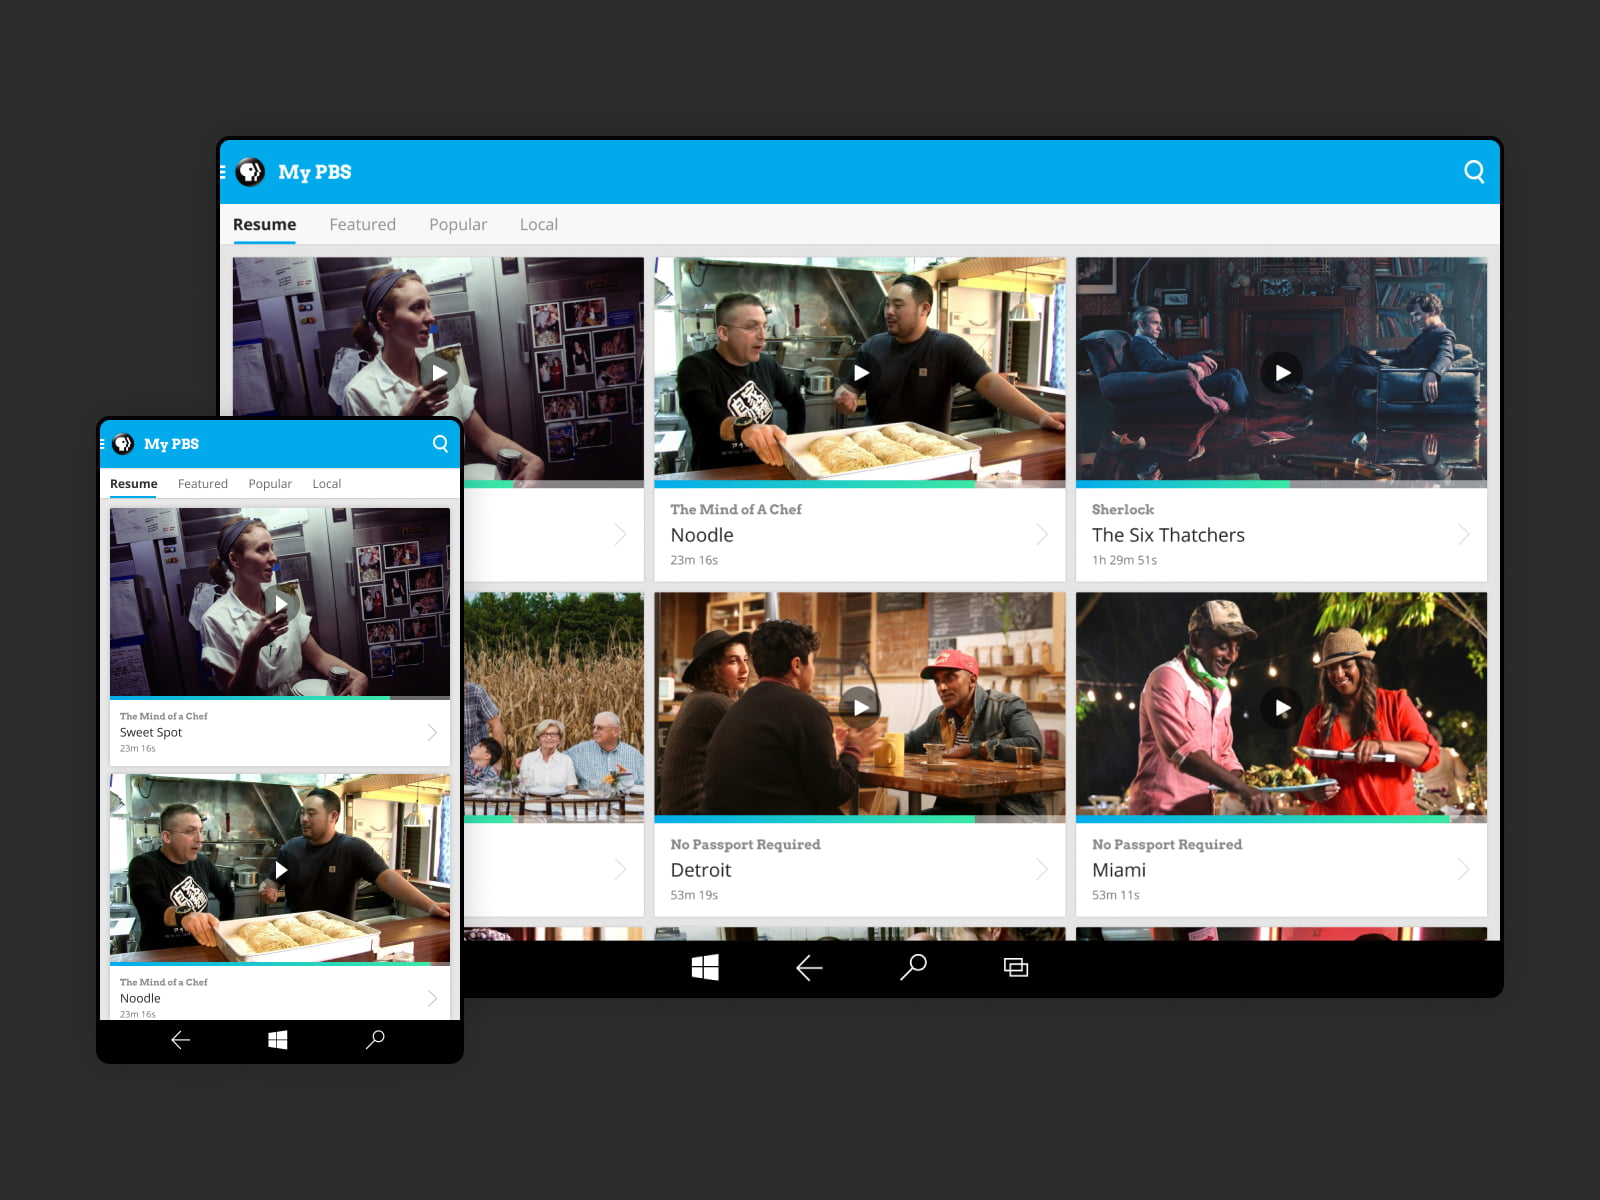 My PBS
Resume Featured Popular Local
The Mind of A Chef
Noodle
23m 16s
Sherlock
The Six Thatchers
1h 29m 51s
No Passport Required
Detroit
53m 19s
No Passport Required
Miami
53m 11s
My PBS
Resume Featured Popular Local
The Mind of a Chef
Sweet Spot
23m 16s
The Mind of a Chef
Noodle
23m 16s